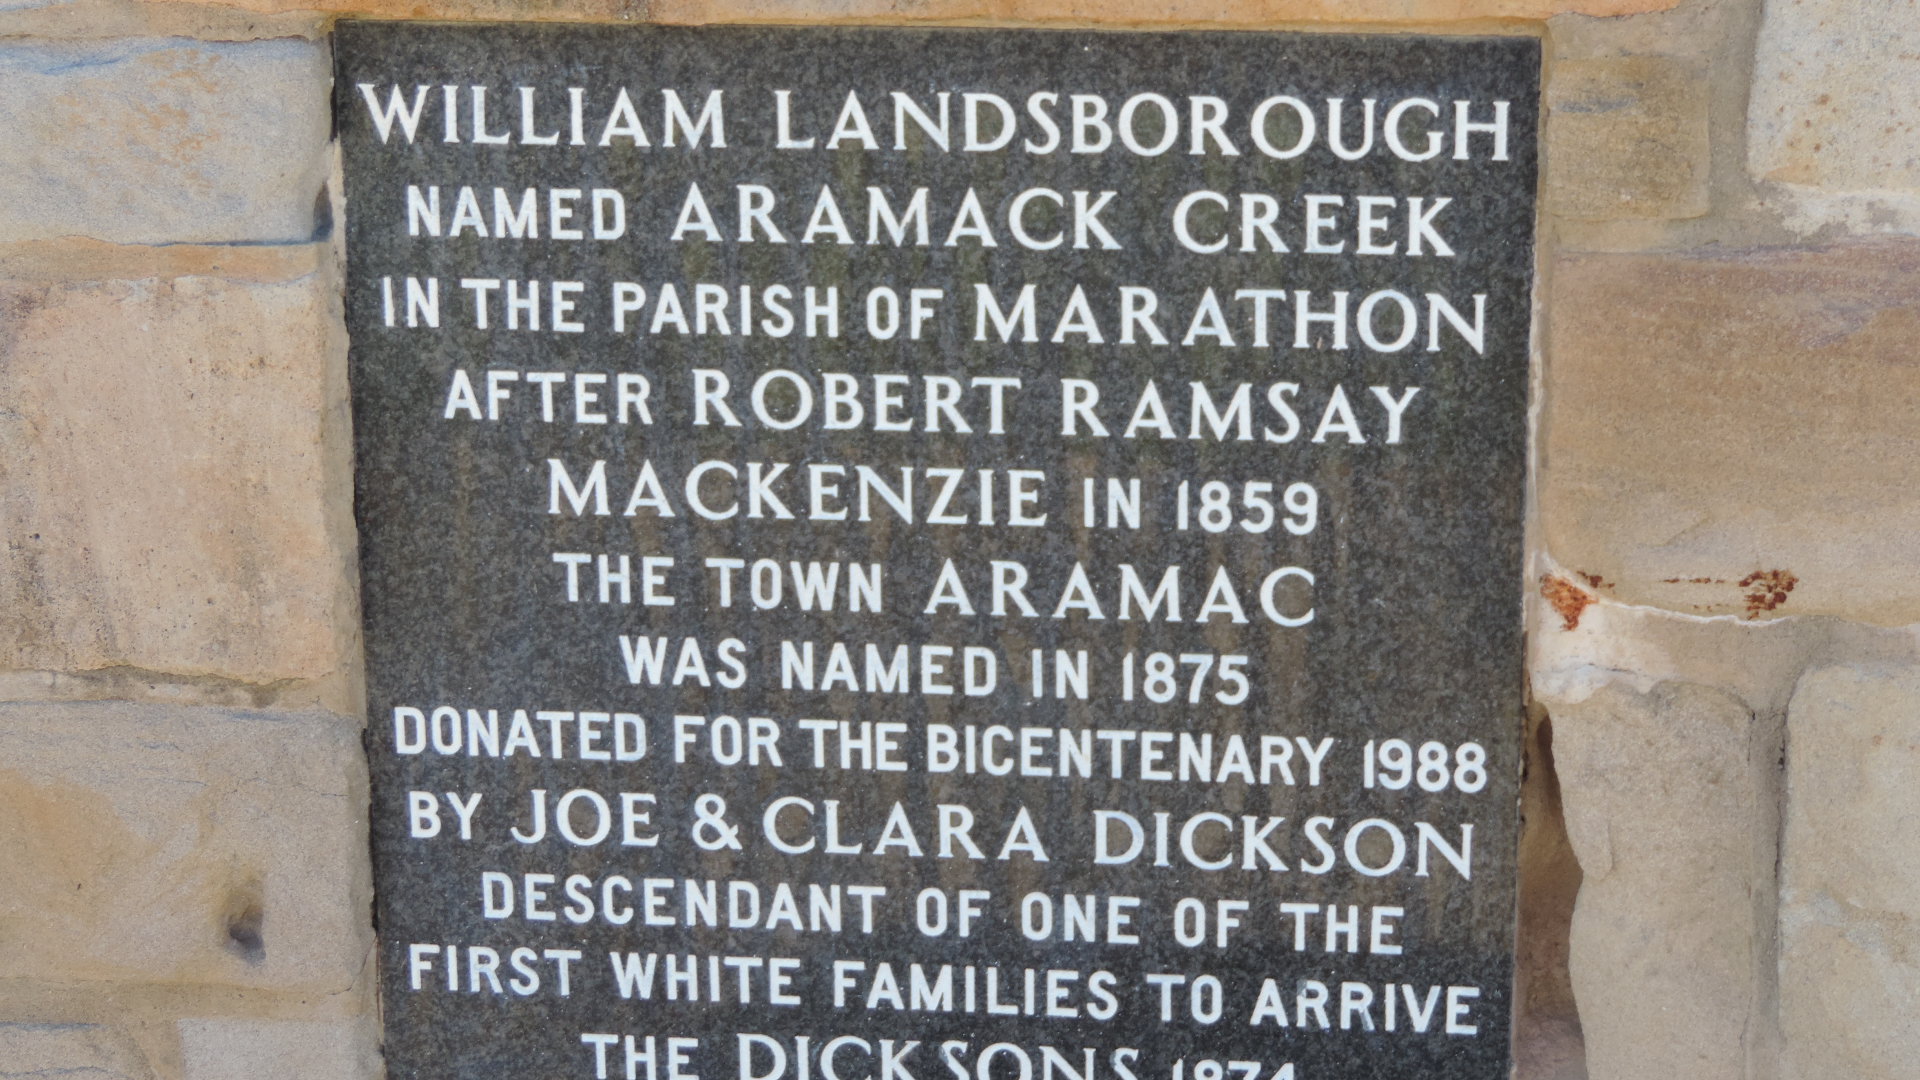 WILLIAM LANDSBOROUGH
NAMED ARAMACK CREEK
IN THE PARISH OF MARATHON
AFTER ROBERT RAMSAY
MACKENZIE IN 1859
THE TOWN ARAMAC
WAS NAMED IN 1875
DONATED FOR THE BICENTENARY 1988
BY JOE & CLARA DICKSON
DESCENDANT OF ONE OF THE
FIRST WHITE FAMILIES TO ARRIVE
THE DICKSONS 1874